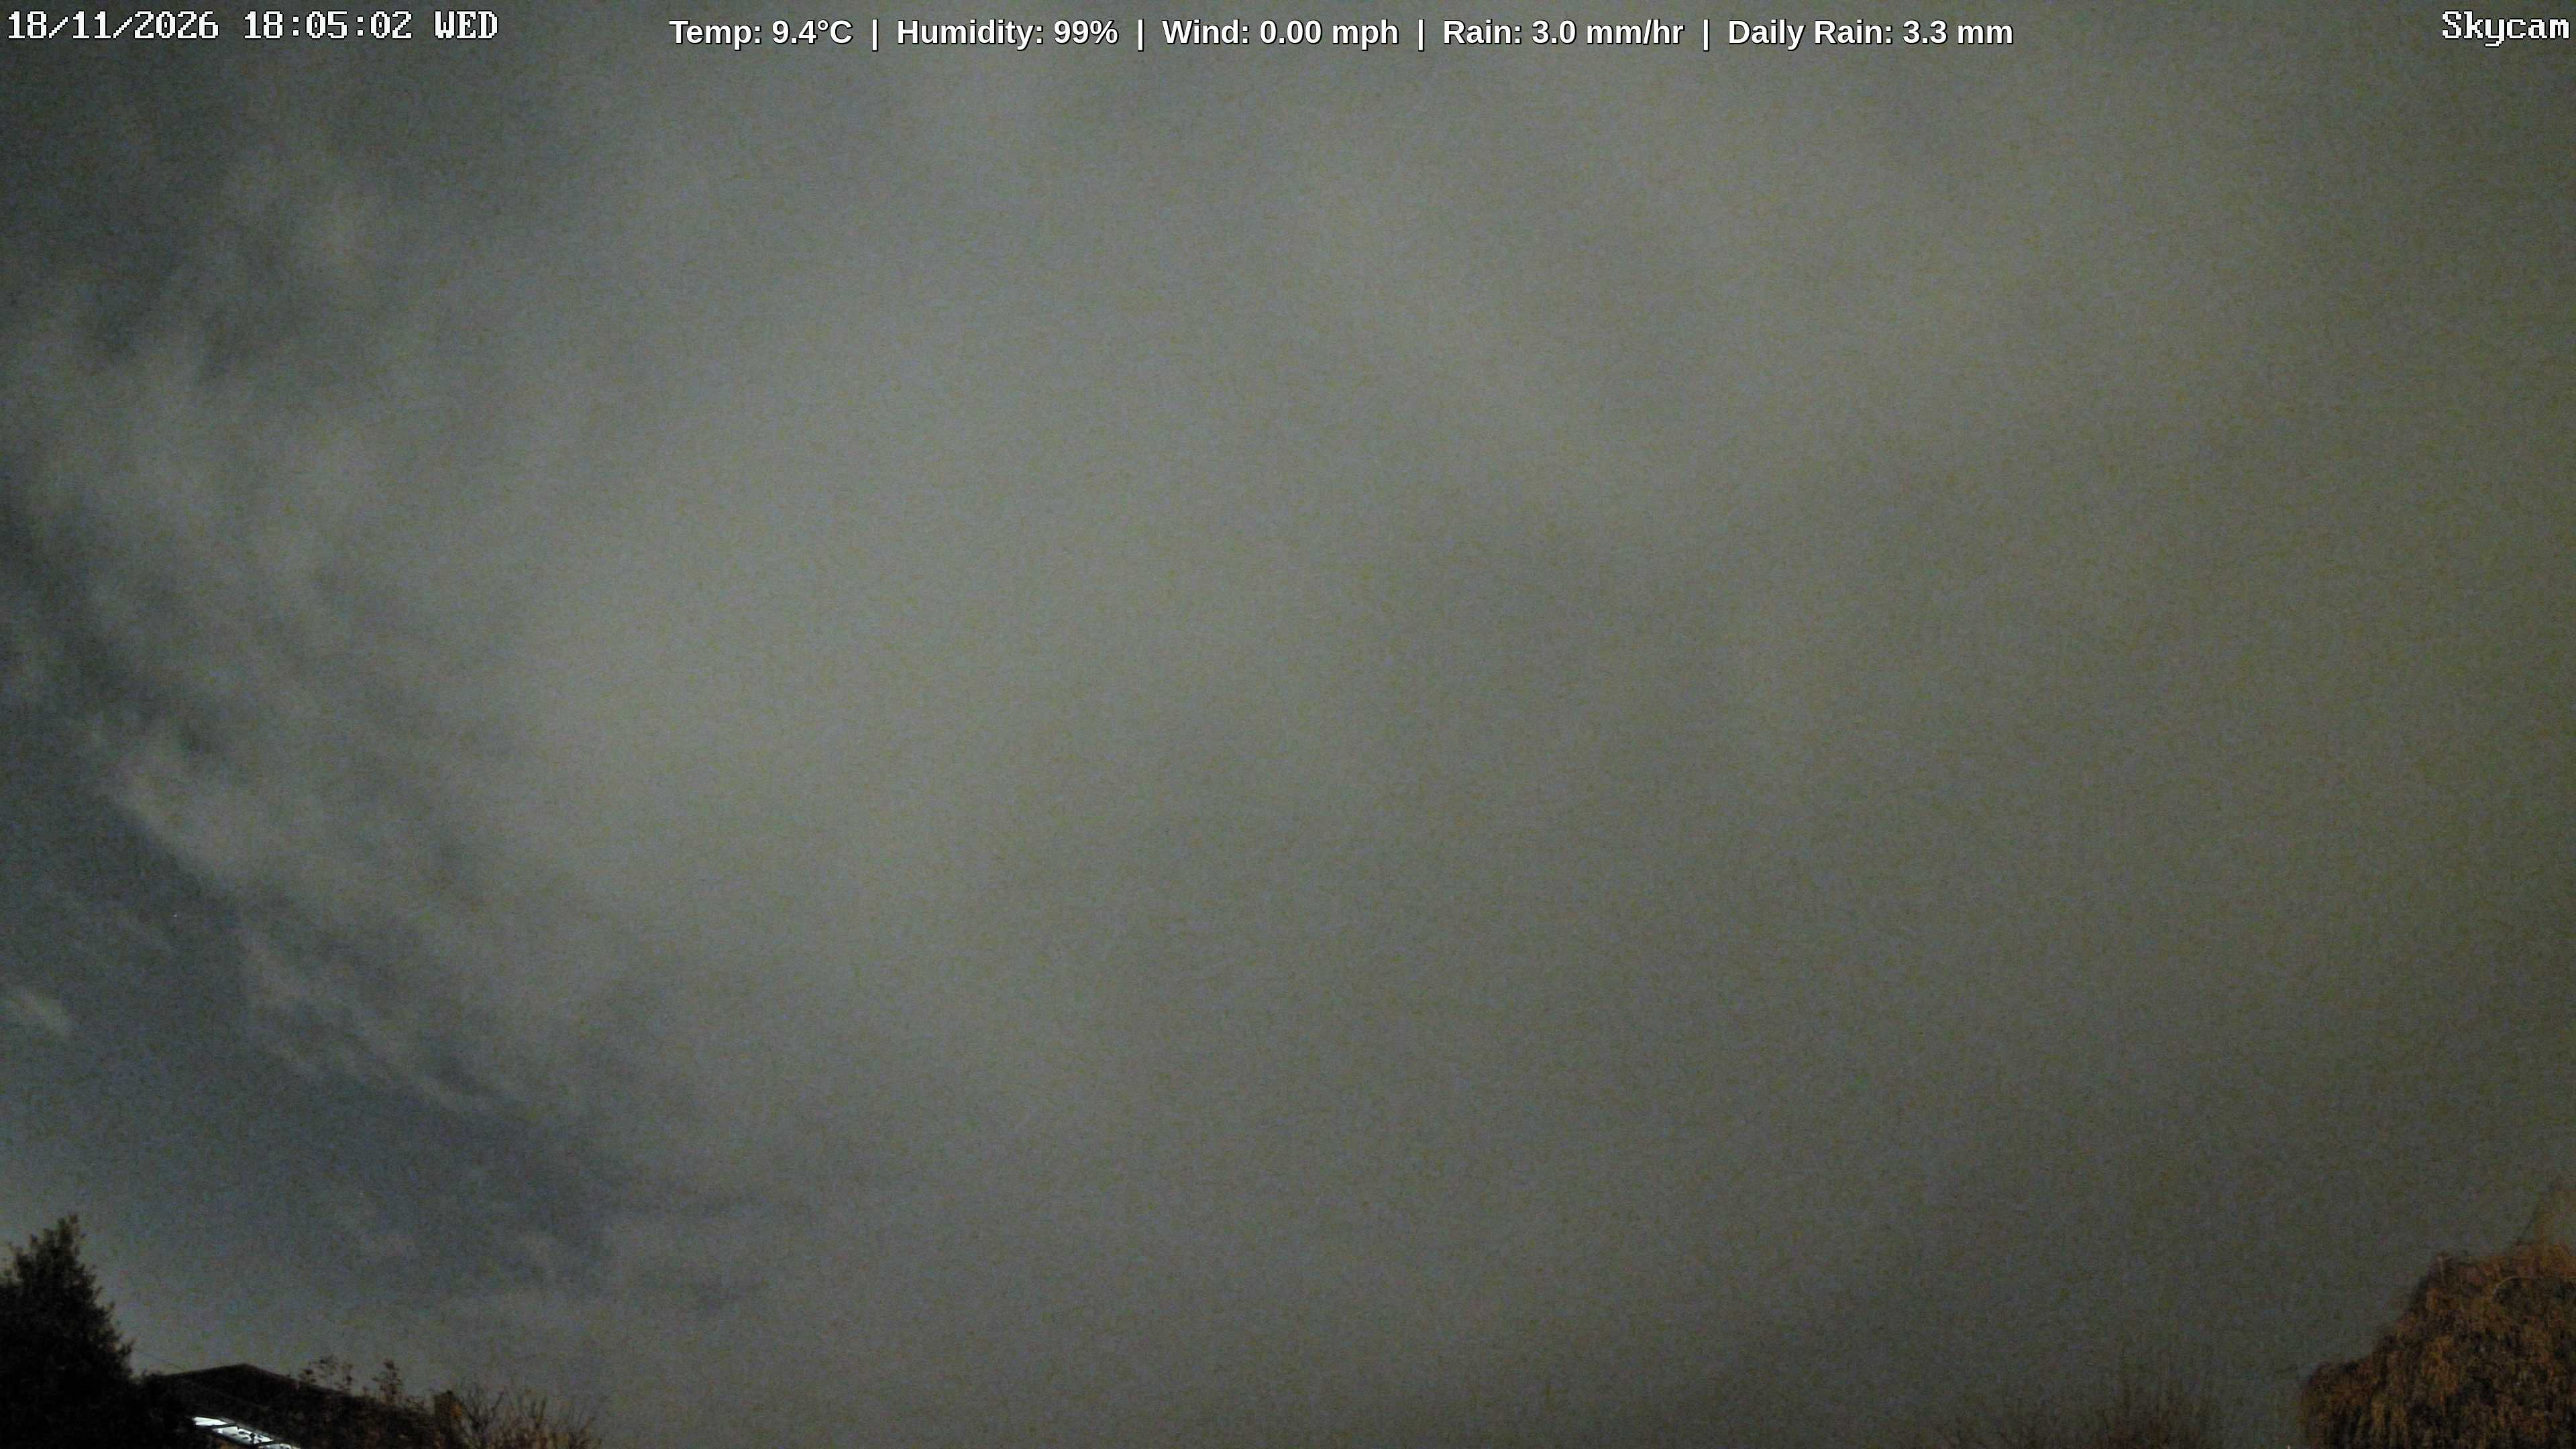 18/11/2026 18:05:02 WED
Temp: 9.4°C | Humidity: 99% | Wind: 0.00 mph | Rain: 3.0 mm/hr | Daily Rain: 3.3 mm
Skycam